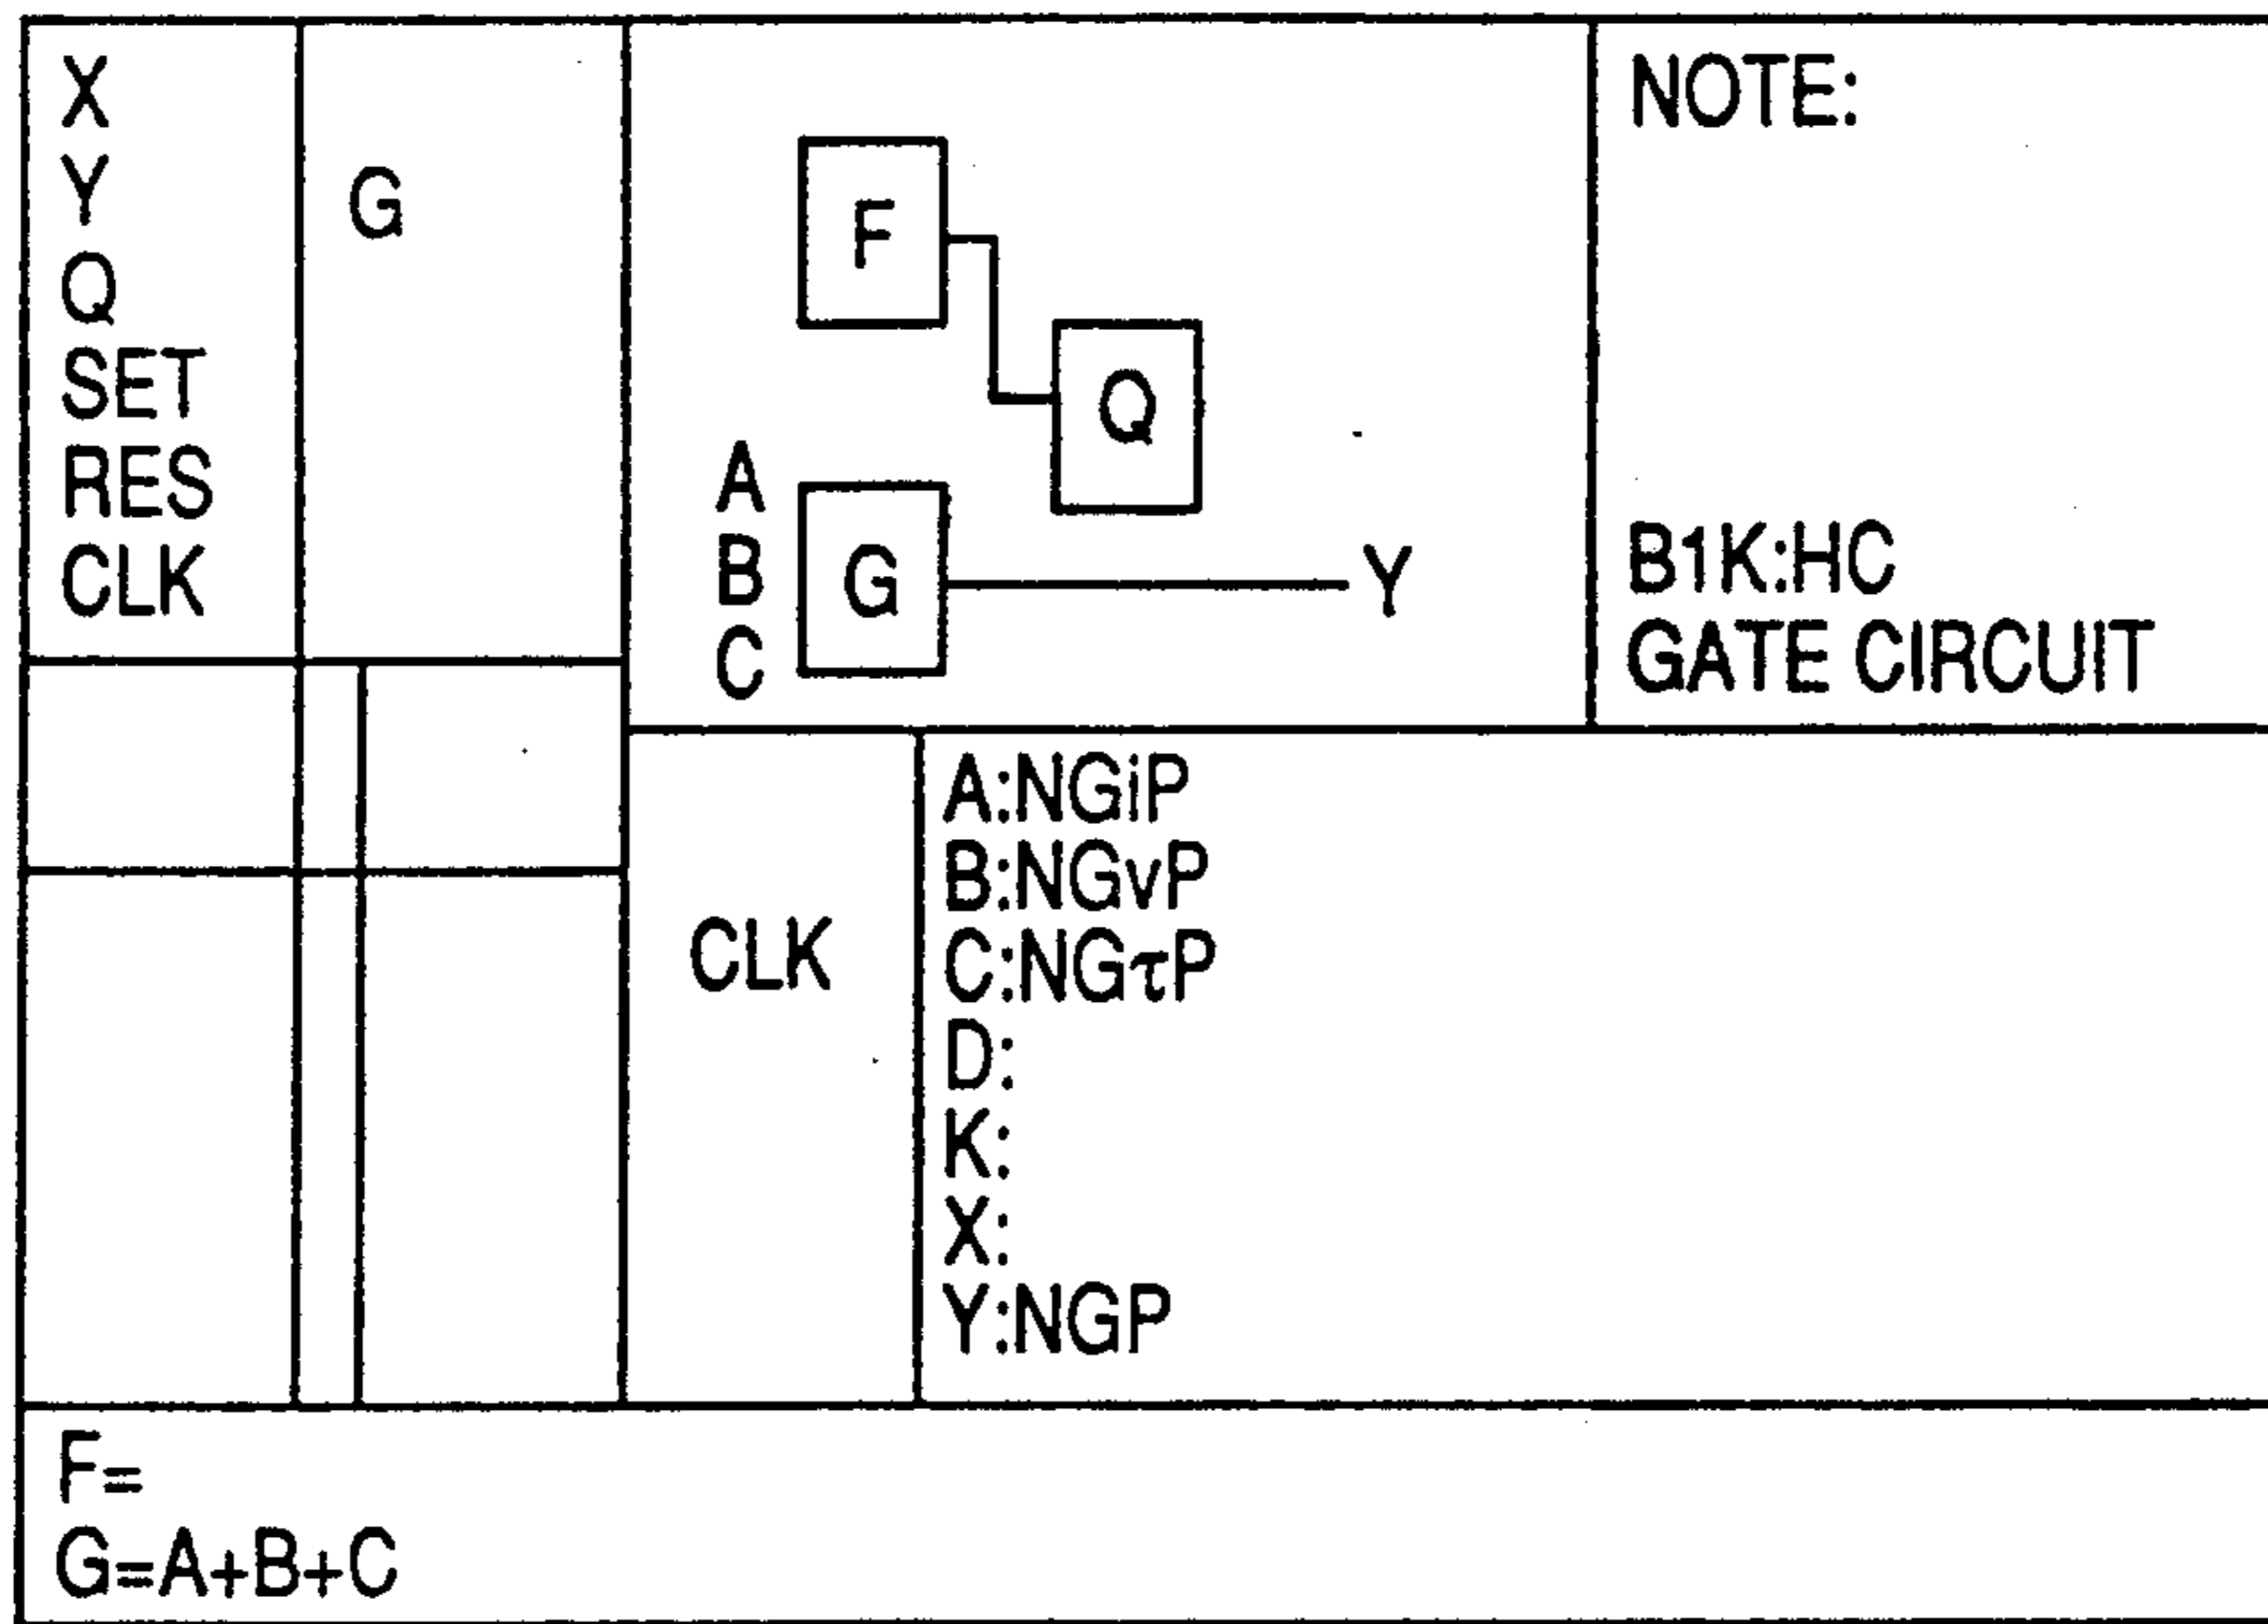 X
Y
Q
SET
RES
CLK
G
F
Q
A
B
C
G
Y
NOTE:
B1K:HC
GATE CIRCUIT
CLK
A:NGiP
B:NGvP
C:NGτP
D:
K:
X:
Y:NGP
F=
G=A+B+C